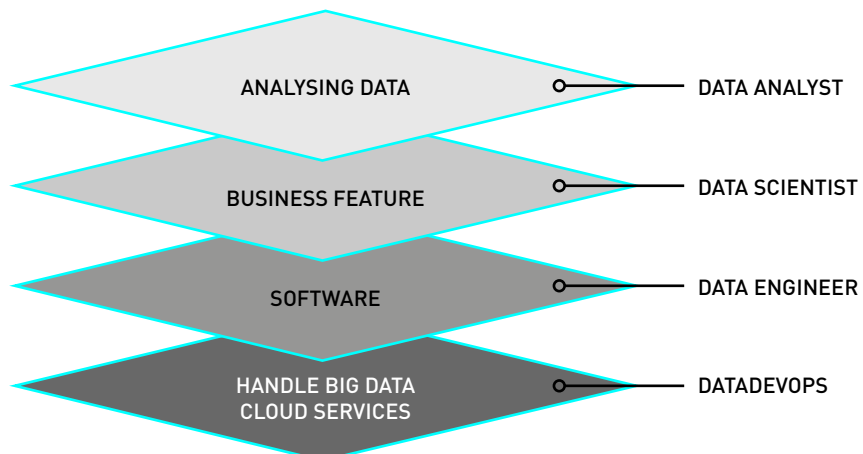 ANALYSING DATA
DATA ANALYST
BUSINESS FEATURE
DATA SCIENTIST
SOFTWARE
DATA ENGINEER
HANDLE BIG DATA
CLOUD SERVICES
DATADEVOPS